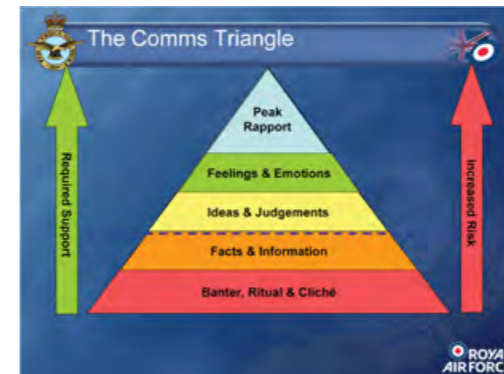 The Comms Triangle
Peak
Rapport
Feelings & Emotions
Ideas & Judgements
Facts & Information
Banter, Ritual & Cliché
Required Support
Increased Risk
ROYA
AIR FORC